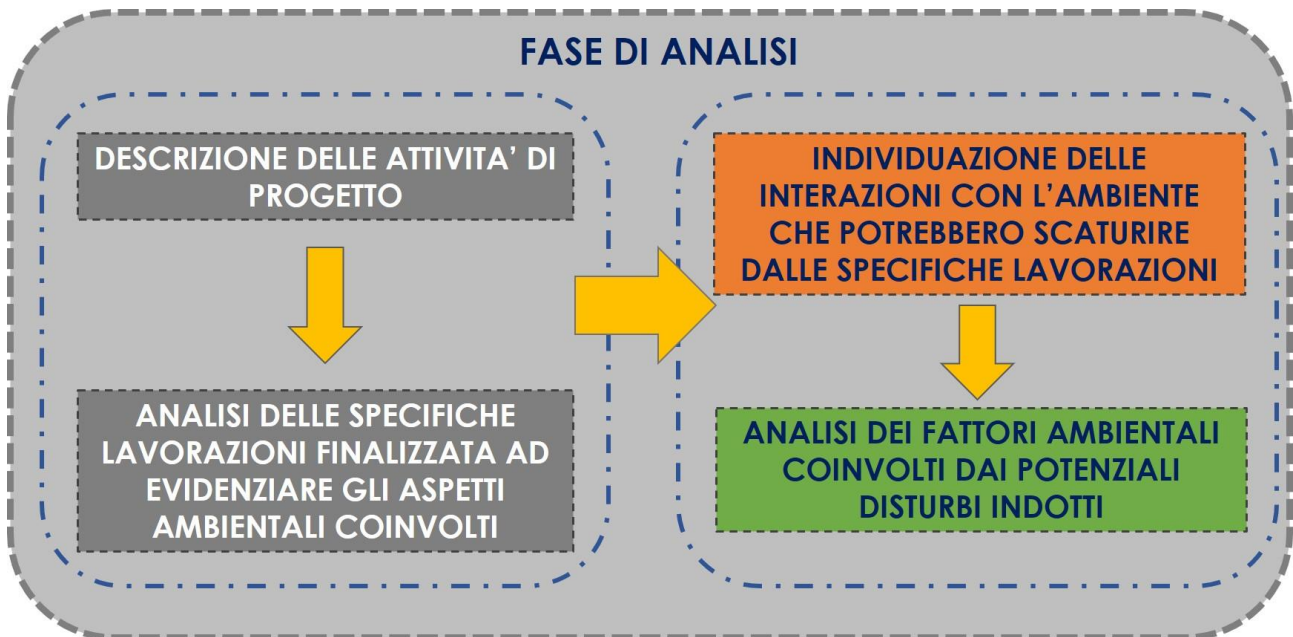 FASE DI ANALISI
DESCRIZIONE DELLE ATTIVITA’ DI
PROGETTO
ANALISI DELLE SPECIFICHE
LAVORAZIONI FINALIZZATA AD
EVIDENZIARE GLI ASPETTI
AMBIENTALI COINVOLTI
INDIVIDUAZIONE DELLE
INTERAZIONI CON L’AMBIENTE
CHE POTREBBERO SCATURIRE
DALLE SPECIFICHE LAVORAZIONI
ANALISI DEI FATTORI AMBIENTALI
COINVOLTI DAI POTENZIALI
DISTURBI INDOTTI